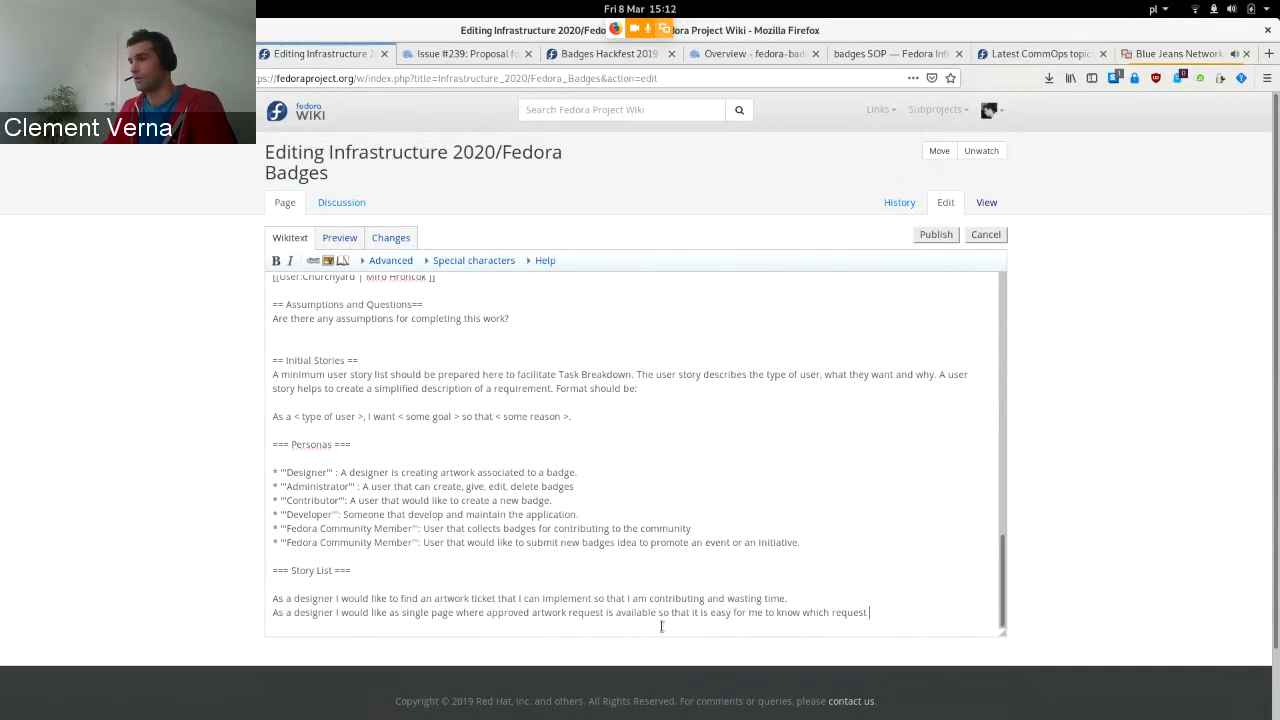 Fri 8 Mar 15:12
pl
Editing Infrastructure 2020/Fedo ora Project Wiki - Mozilla Firefox
Editing Infrastructure 2
Issue #239: Proposal fo
Badges Hackfest 2019
Overview - fedora-bad
badges SOP — Fedora I
Latest CommOps topic
Blue Jeans Network
ps://fedoraproject.org/w/index.php?title=Infrastructure_2020/Fedora_Badges&action=edit
Clement Verna
fedora
WIKI
Search Fedora Project Wiki
Links
Subprojects
Editing Infrastructure 2020/Fedora
Badges
Move
Unwatch
Page
Discussion
History
Edit
View
Wikitext
Preview
Changes
Publish
Cancel
B I
Advanced
Special characters
Help
[[User:Churchyard | Miro Hroncok ]]
== Assumptions and Questions==
Are there any assumptions for completing this work?
== Initial Stories ==
A minimum user story list should be prepared here to facilitate Task Breakdown. The user story describes the type of user, what they want and why. A user
story helps to create a simplified description of a requirement. Format should be:
As a < type of user >, I want < some goal > so that < some reason >.
=== Personas ===
* '''Designer''' : A designer is creating artwork associated to a badge.
* '''Administrator''' : A user that can create, give, edit, delete badges
* '''Contributor''': A user that would like to create a new badge.
* '''Developer''': Someone that develop and maintain the application.
* '''Fedora Community Member''': User that collects badges for contributing to the community
* '''Fedora Community Member''': User that would like to submit new badges idea to promote an event or an initiative.
=== Story List ===
As a designer I would like to find an artwork ticket that I can implement so that I am contributing and wasting time.
As a designer I would like as single page where approved artwork request is available so that it is easy for me to know which request
Copyright © 2019 Red Hat, Inc. and others. All Rights Reserved. For comments or queries, please contact us.